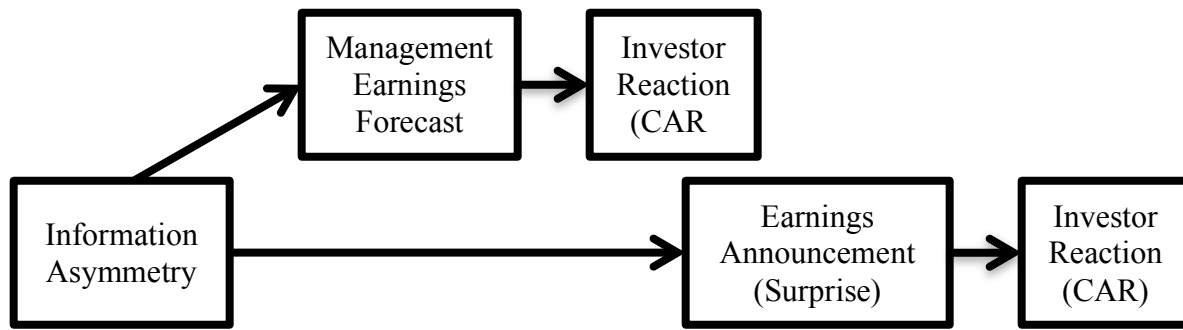 Management
Earnings
Forecast
Investor
Reaction
(CAR
Information
Asymmetry
Earnings
Announcement
(Surprise)
Investor
Reaction
(CAR)